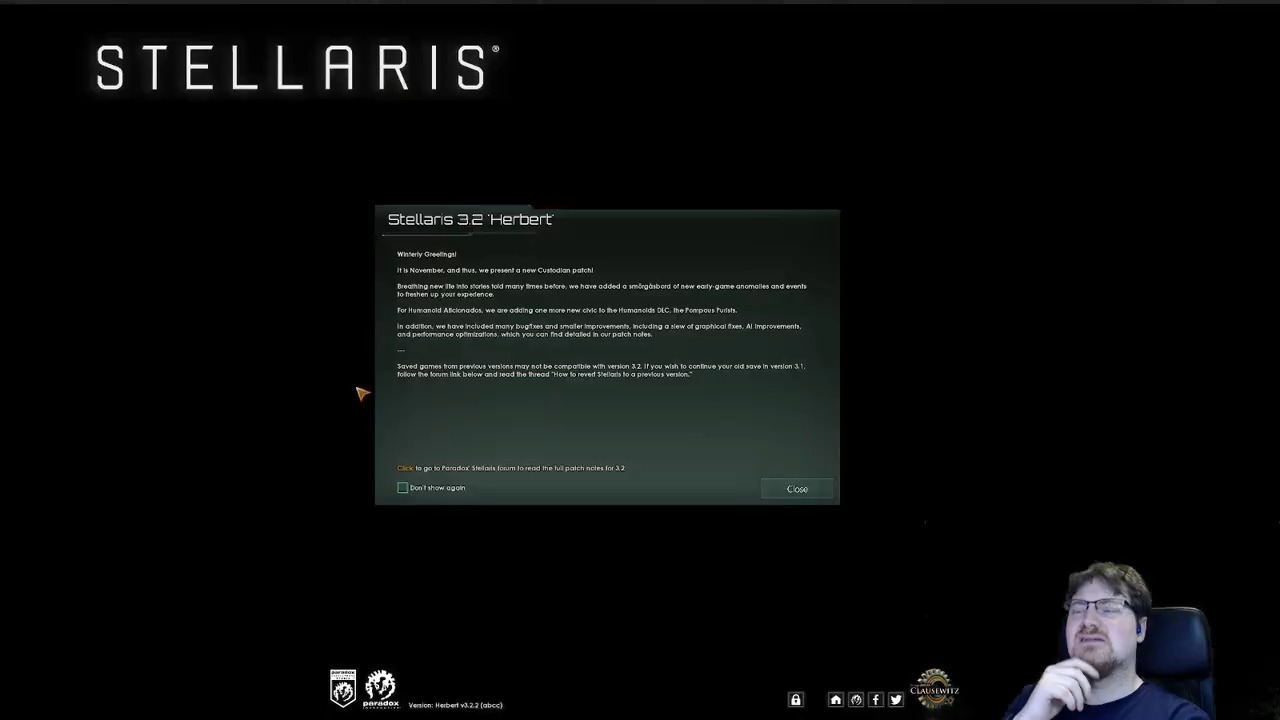 STELLARIS®
Stellaris 3.2 'Herbert'
Winterly Greetings!
It is November, and thus, we present a new Custodian patch!
Breathing new life into stories told many times before, we have added a smörgåsbord of new early-game anomalies and events
to freshen up your experience.
For Humanoid Aficionados, we are adding one more new civic to the Humanoids DLC, the Pompous Purists.
In addition, we have included many bugfixes and smaller improvements, including a slew of graphical fixes, AI improvements,
and performance optimizations, which you can find detailed in our patch notes.
---
Saved games from previous versions may not be compatible with version 3.2. If you wish to continue your old save in version 3.1,
follow the forum link below and read the thread "How to revert Stellaris to a previous version."
Click to go to Paradox' Stellaris forum to read the full patch notes for 3.2
Don't show again
Close
paradox
Version: Herbert v3.2.2 (abcc)
CLAUSEWITZ